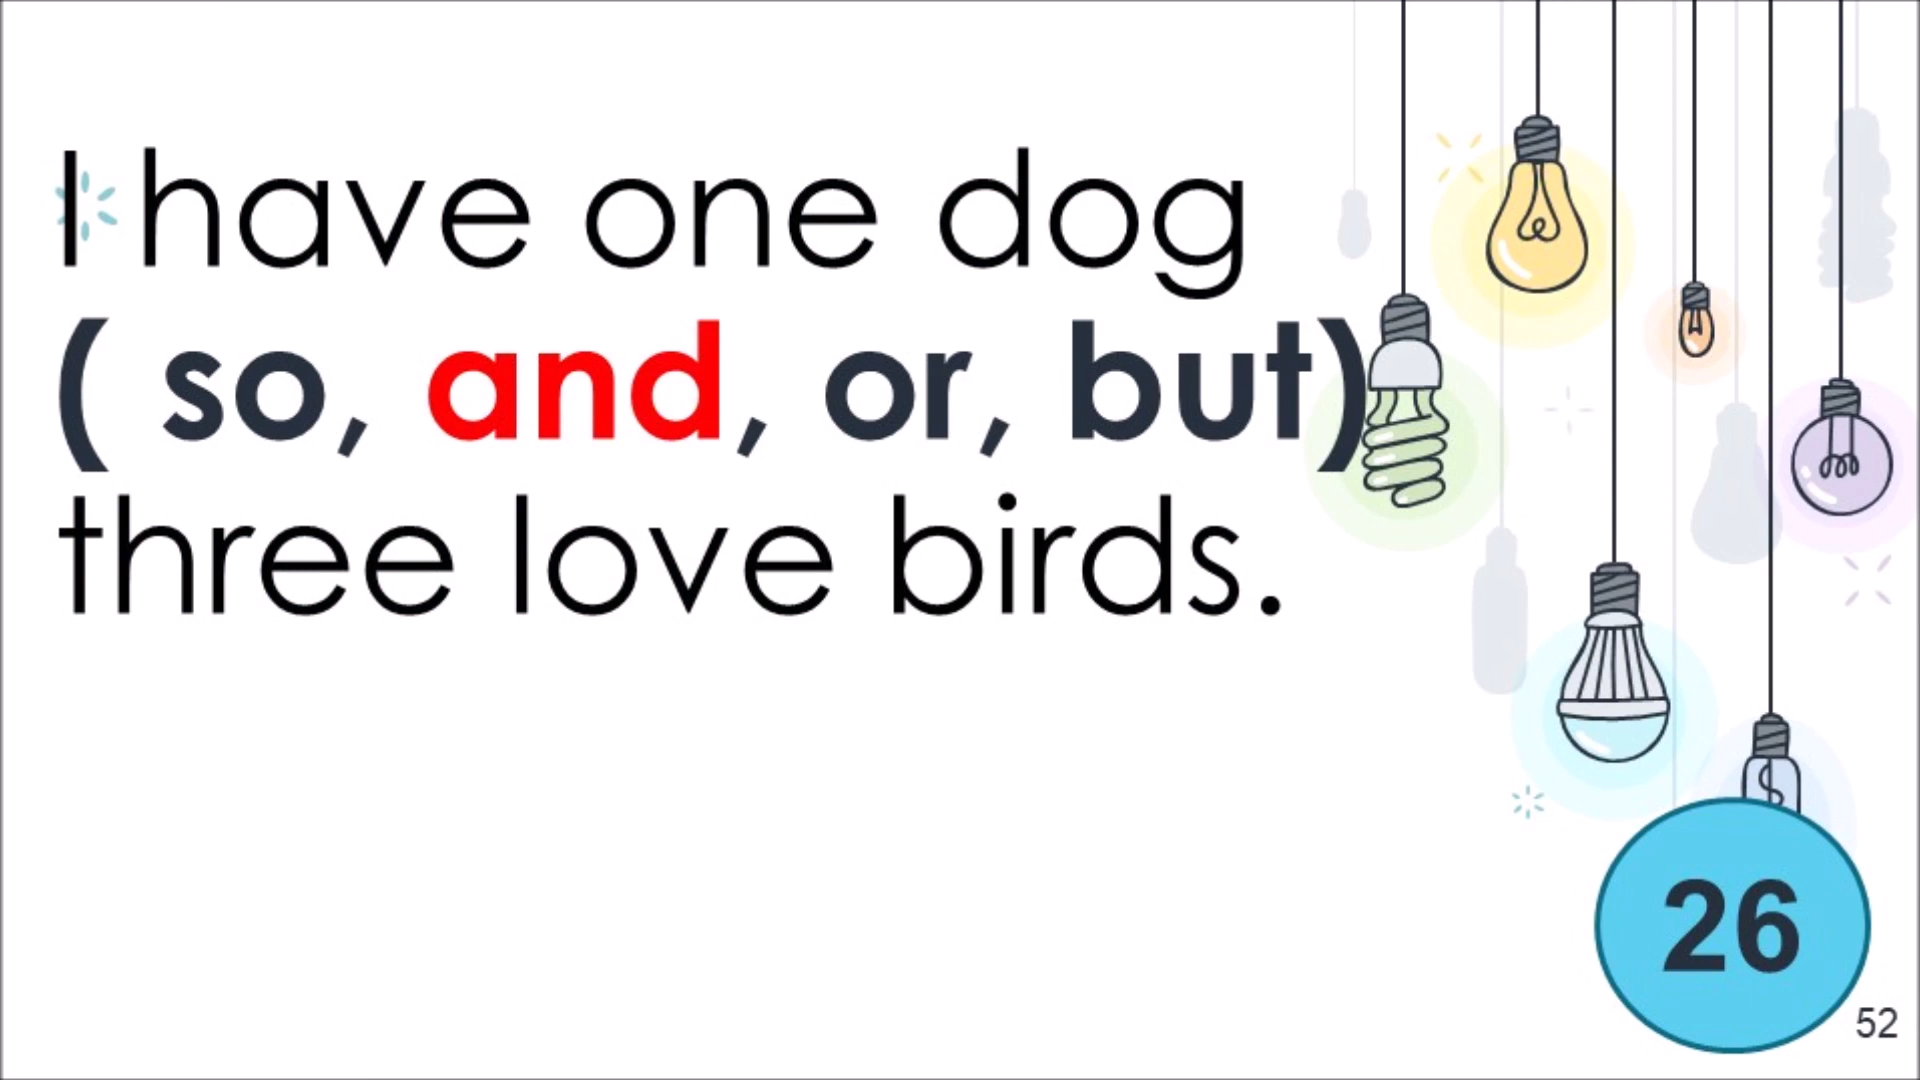 I have one dog
( so, and, or, but)
three love birds.
26
52